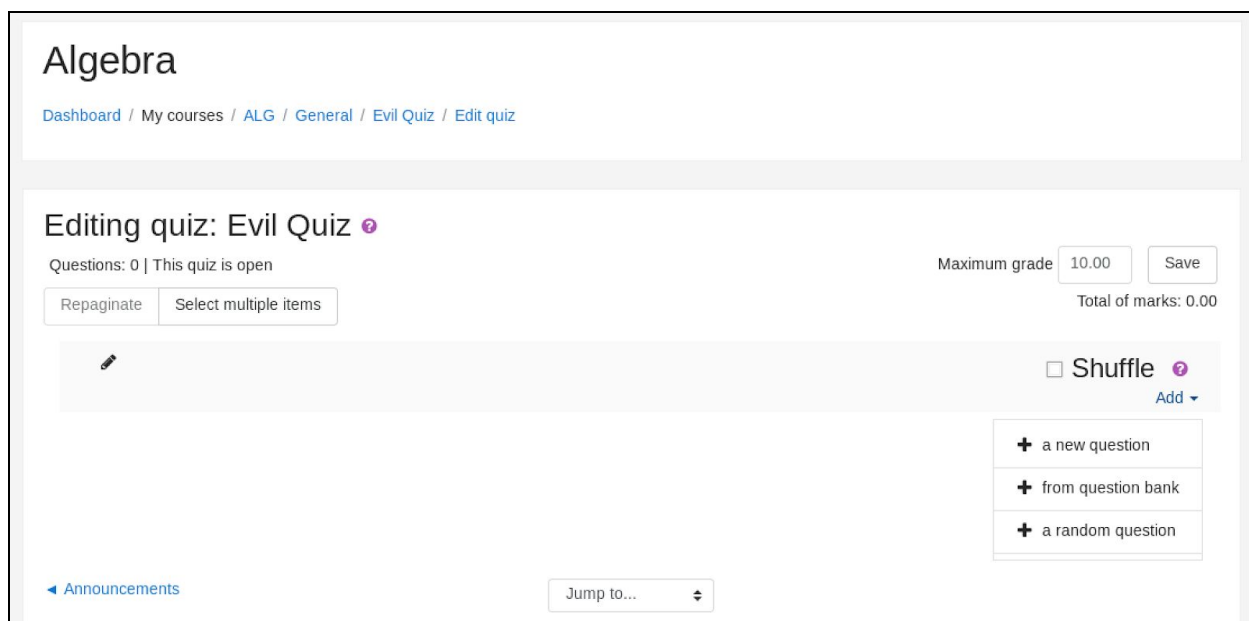 Algebra
Dashboard / My courses / ALG / General / Evil Quiz / Edit quiz
Editing quiz: Evil Quiz
Questions: 0 | This quiz is open
Maximum grade 10.00 Save
Repaginate Select multiple items
Total of marks: 0.00
Shuffle
Add
a new question
from question bank
a random question
◄ Announcements
Jump to...